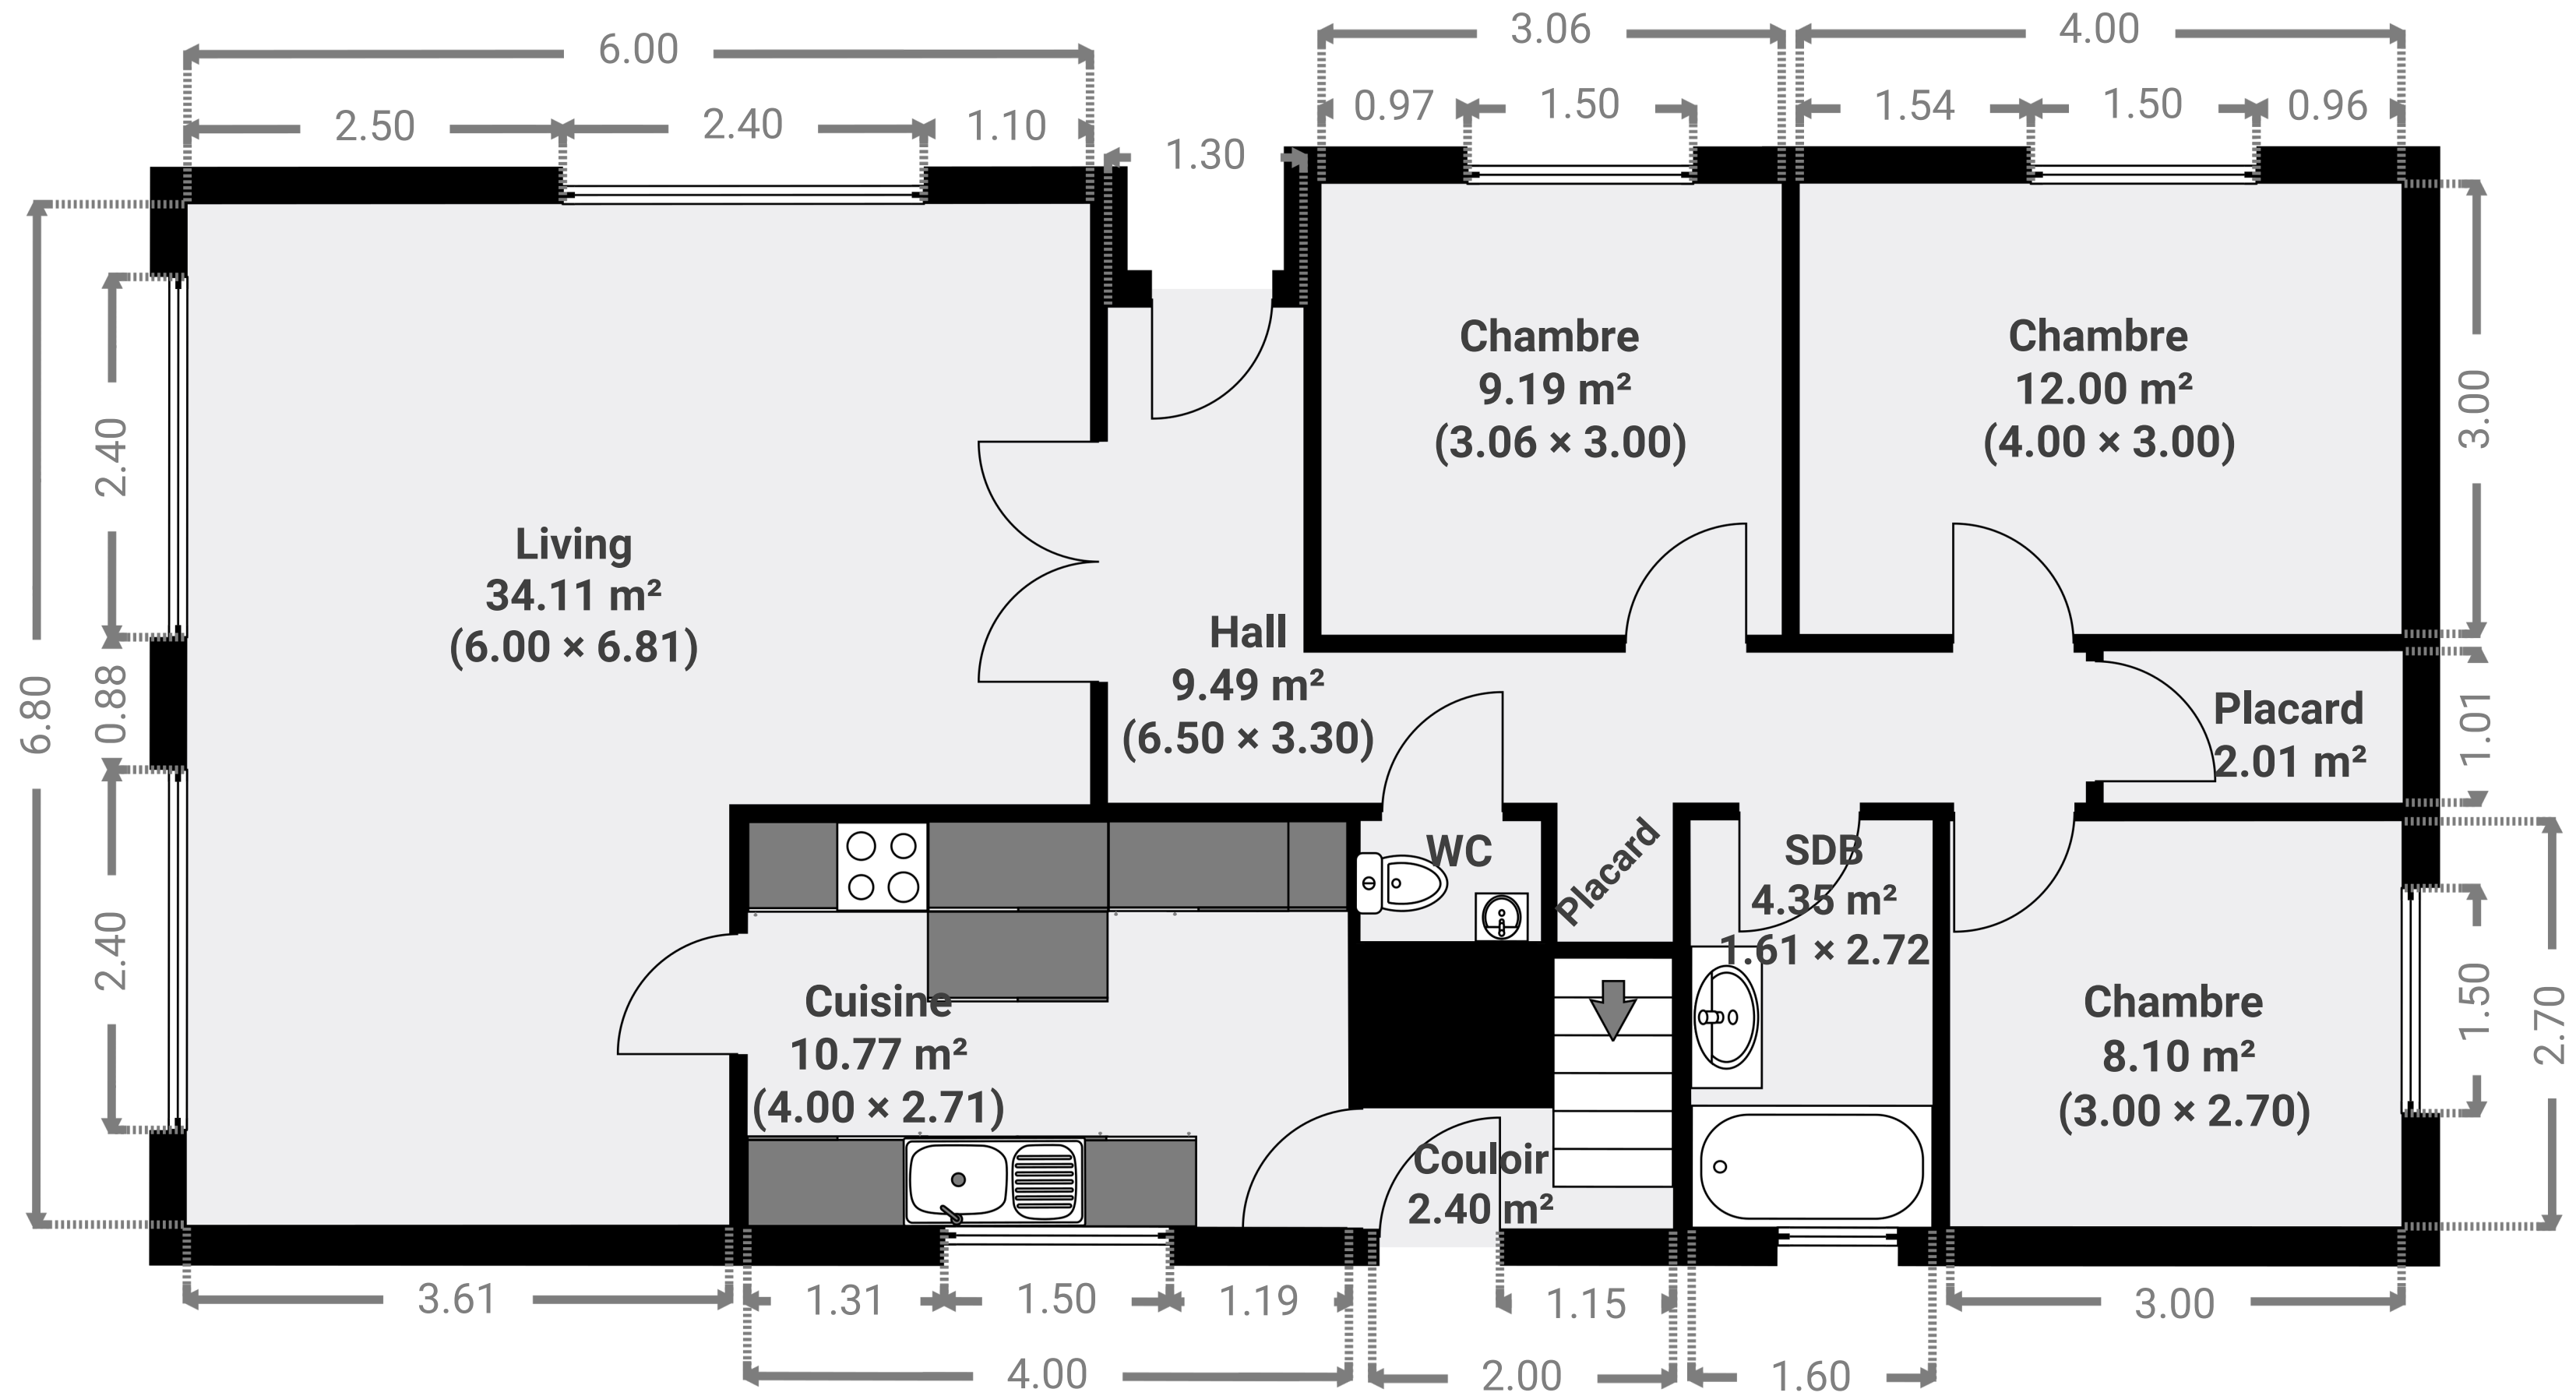 3.06
4.00
6.00
0.97
1.50
1.54
1.50
0.96
2.50
2.40
1.10
1.30
Chambre
9.19 m²
(3.06 × 3.00)
Chambre
12.00 m²
(4.00 × 3.00)
3.00
2.40
Living
34.11 m²
(6.00 × 6.81)
Hall
9.49 m²
(6.50 × 3.30)
6.80
0.88
Placard
2.01 m²
1.01
WC
Placard
SDB
4.35 m²
1.61 × 2.72
2.40
Cuisine
10.77 m²
(4.00 × 2.71)
Chambre
8.10 m²
(3.00 × 2.70)
1.50
2.70
Couloir
2.40 m²
3.61
1.31
1.50
1.19
1.15
3.00
4.00
2.00
1.60